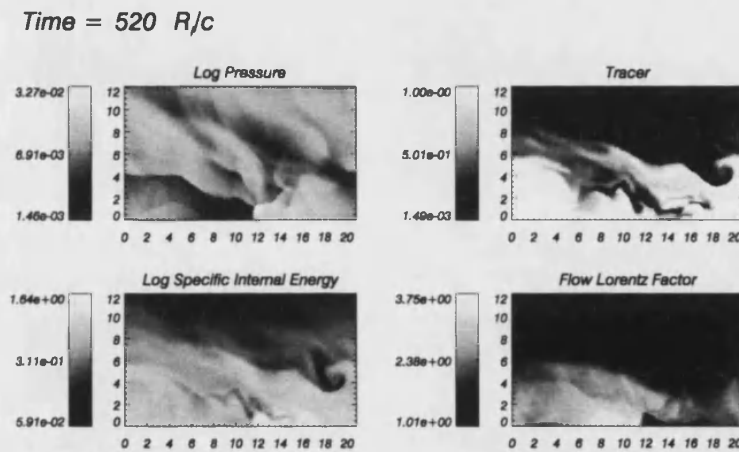 Time = 520 R_j/c
Log Pressure
3.27e-02
6.91e-03
1.46e-03
12
10
8
6
4
2
0
0 2 4 6 8 10 12 14 16 18 20
Tracer
1.00e-00
5.01e-01
1.49e-03
12
10
8
6
4
2
0
0 2 4 6 8 10 12 14 16 18 20
Log Specific Internal Energy
1.64e+00
3.11e-01
5.91e-02
12
10
8
6
4
2
0
0 2 4 6 8 10 12 14 16 18 20
Flow Lorentz Factor
3.75e+00
2.38e+00
1.01e+00
12
10
8
6
4
2
0
0 2 4 6 8 10 12 14 16 18 20